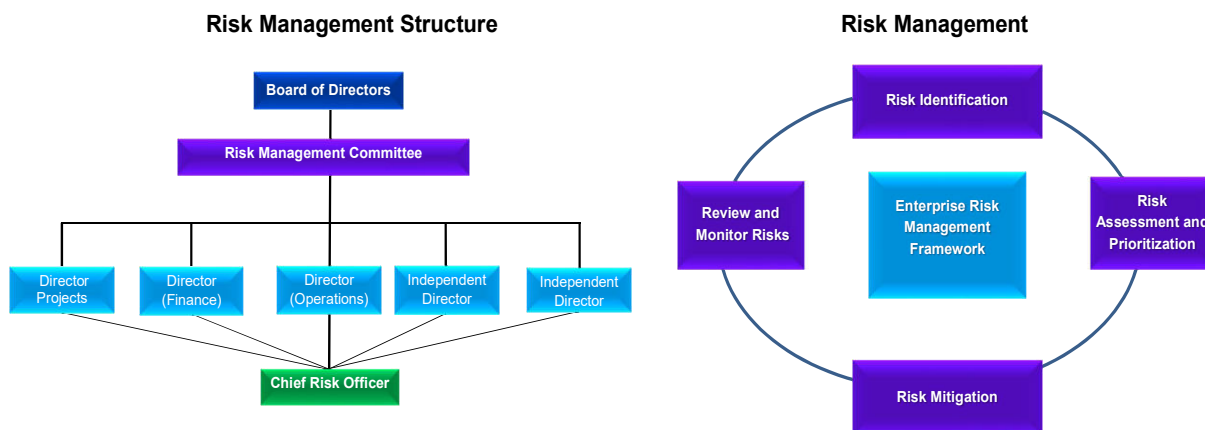 Risk Management Structure
Board of Directors
Risk Management Committee
Director
Projects
Director
(Finance)
Director
(Operations)
Independent
Director
Independent
Director
Chief Risk Officer
Risk Management
Risk Identification
Review and
Monitor Risks
Enterprise Risk
Management
Framework
Risk
Assessment and
Prioritization
Risk Mitigation